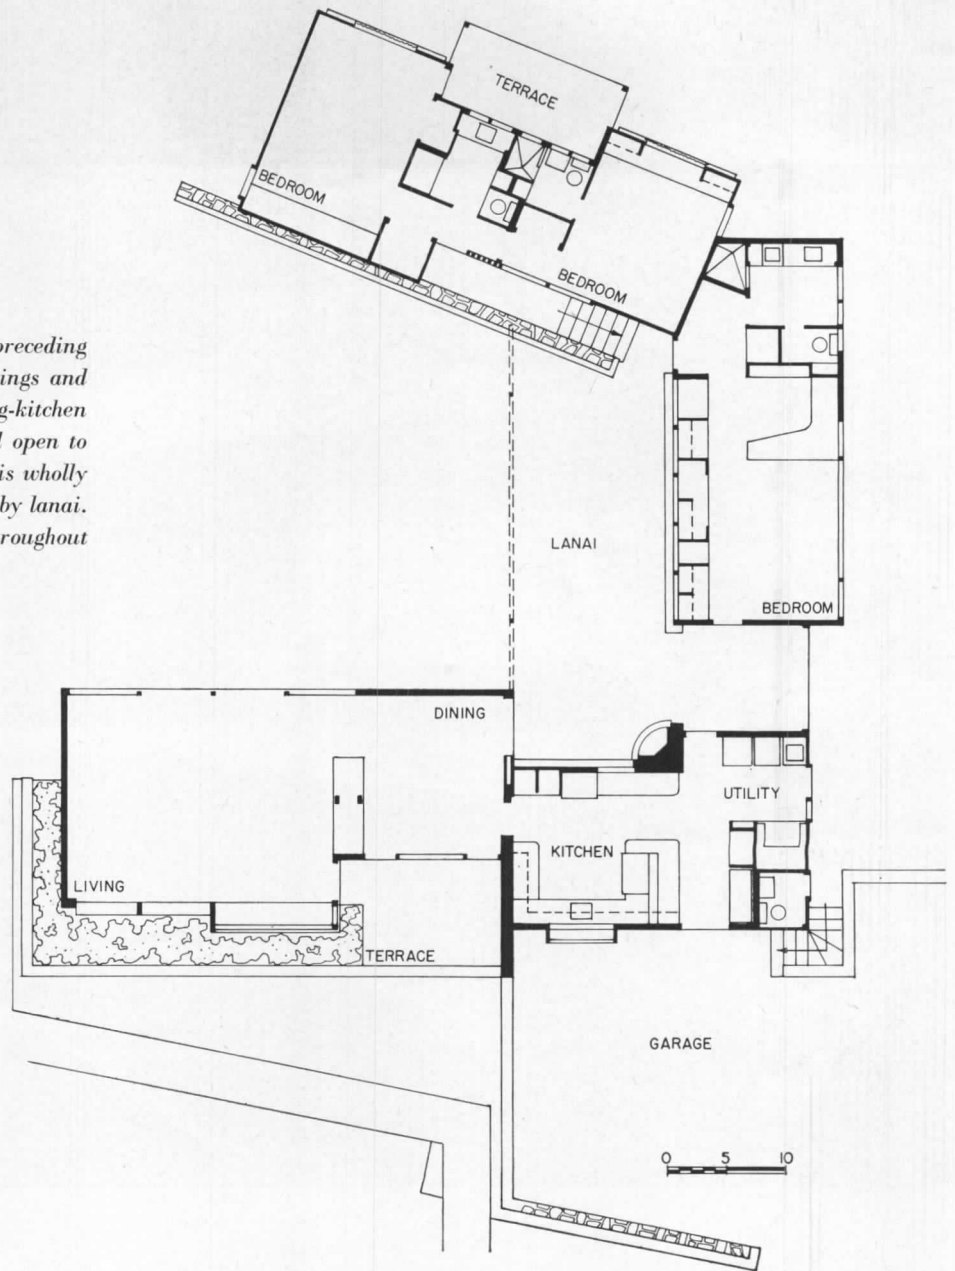 preceding
ings and
g-kitchen
open to
is wholly
by lanai.
roughout
TERRACE
BEDROOM
BEDROOM
LANAI
BEDROOM
DINING
UTILITY
KITCHEN
LIVING
TERRACE
GARAGE
0 5 10